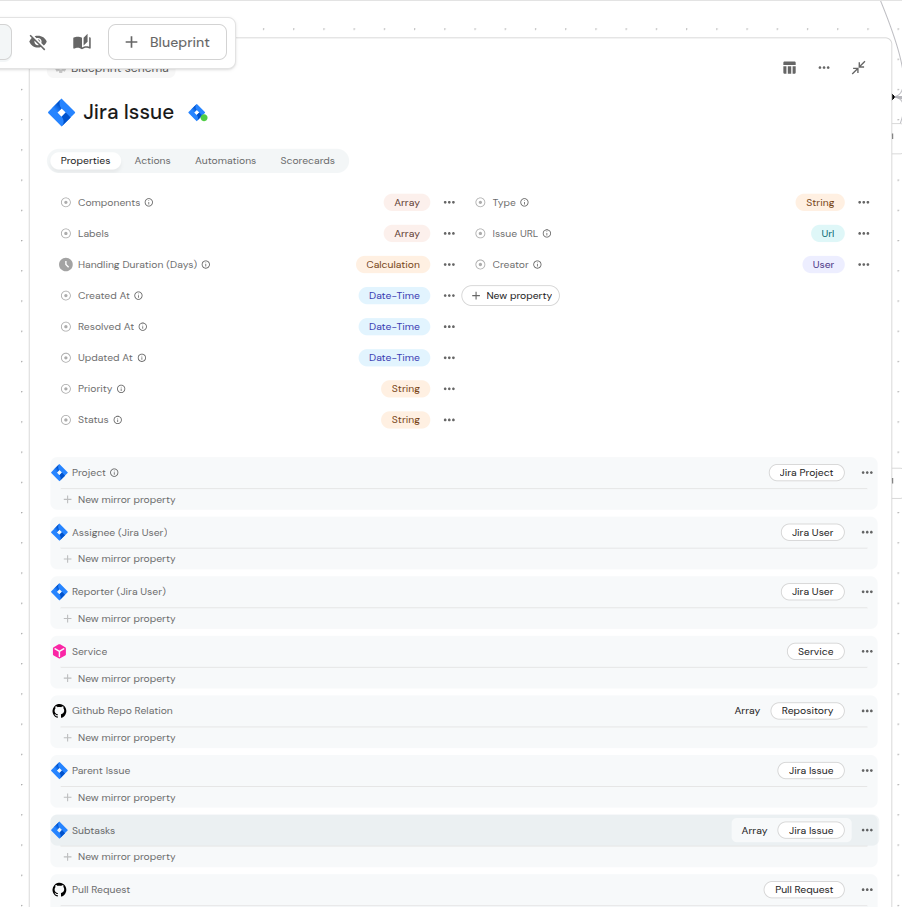 Blueprint
Blueprint schema
Jira Issue
Properties Actions Automations Scorecards
Components Array
Type String
Labels Array
Issue URL Url
Handling Duration (Days) Calculation
Creator User
Created At Date-Time
New property
Resolved At Date-Time
Updated At Date-Time
Priority String
Status String
Project Jira Project
New mirror property
Assignee (Jira User) Jira User
New mirror property
Reporter (Jira User) Jira User
New mirror property
Service Service
New mirror property
Github Repo Relation Array Repository
New mirror property
Parent Issue Jira Issue
New mirror property
Subtasks Array Jira Issue
New mirror property
Pull Request Pull Request